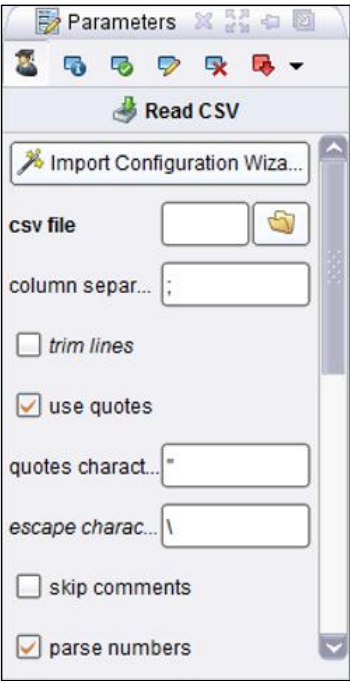 Parameters
Read CSV
Import Configuration Wiza...
csv file
column separ... ;
trim lines
use quotes
quotes charact... "
escape charac... \
skip comments
parse numbers